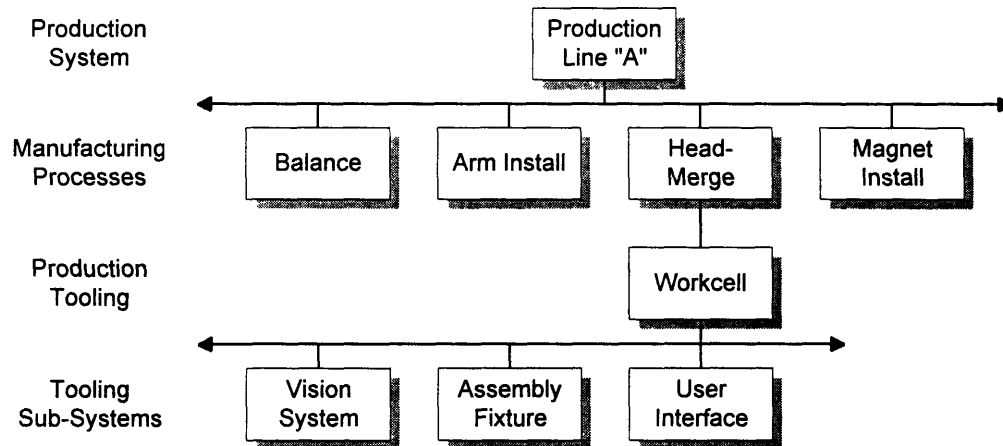 Production
System
Production
Line "A"
Manufacturing
Processes
Balance
Arm Install
Head-
Merge
Magnet
Install
Production
Tooling
Workcell
Tooling
Sub-Systems
Vision
System
Assembly
Fixture
User
Interface